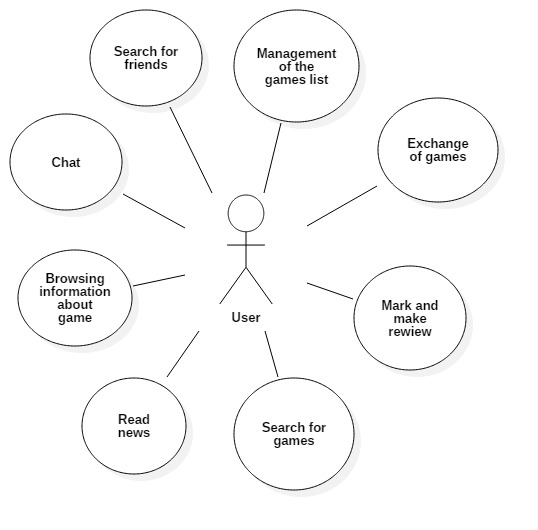 Search for
friends
Management
of the
games list
Exchange
of games
Chat
Browsing
information
about
game
User
Mark and
make
rewiew
Read
news
Search for
games